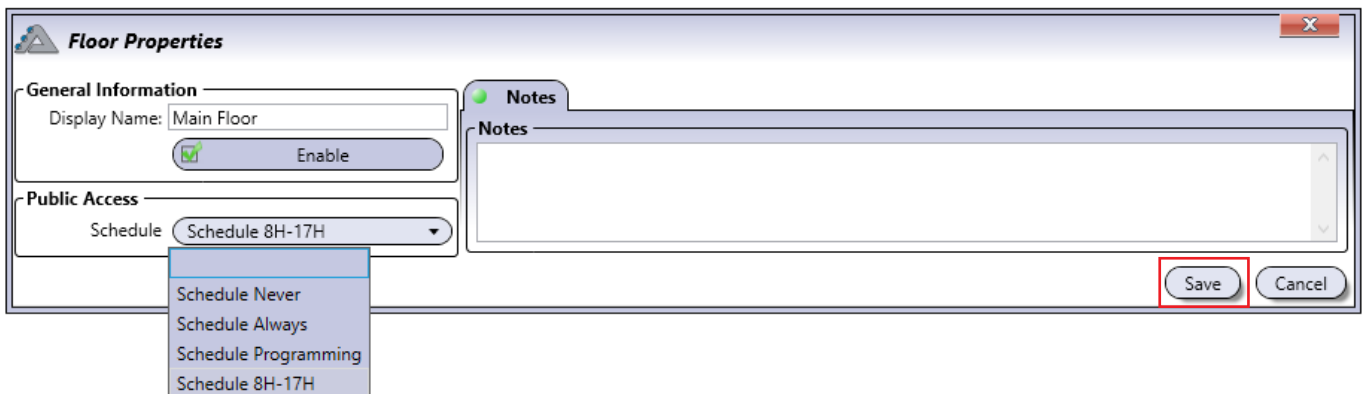 Floor Properties
X
General Information
Display Name: Main Floor
Enable
Public Access
Schedule Schedule 8H-17H
Schedule Never
Schedule Always
Schedule Programming
Schedule 8H-17H
Notes
Notes
Save Cancel